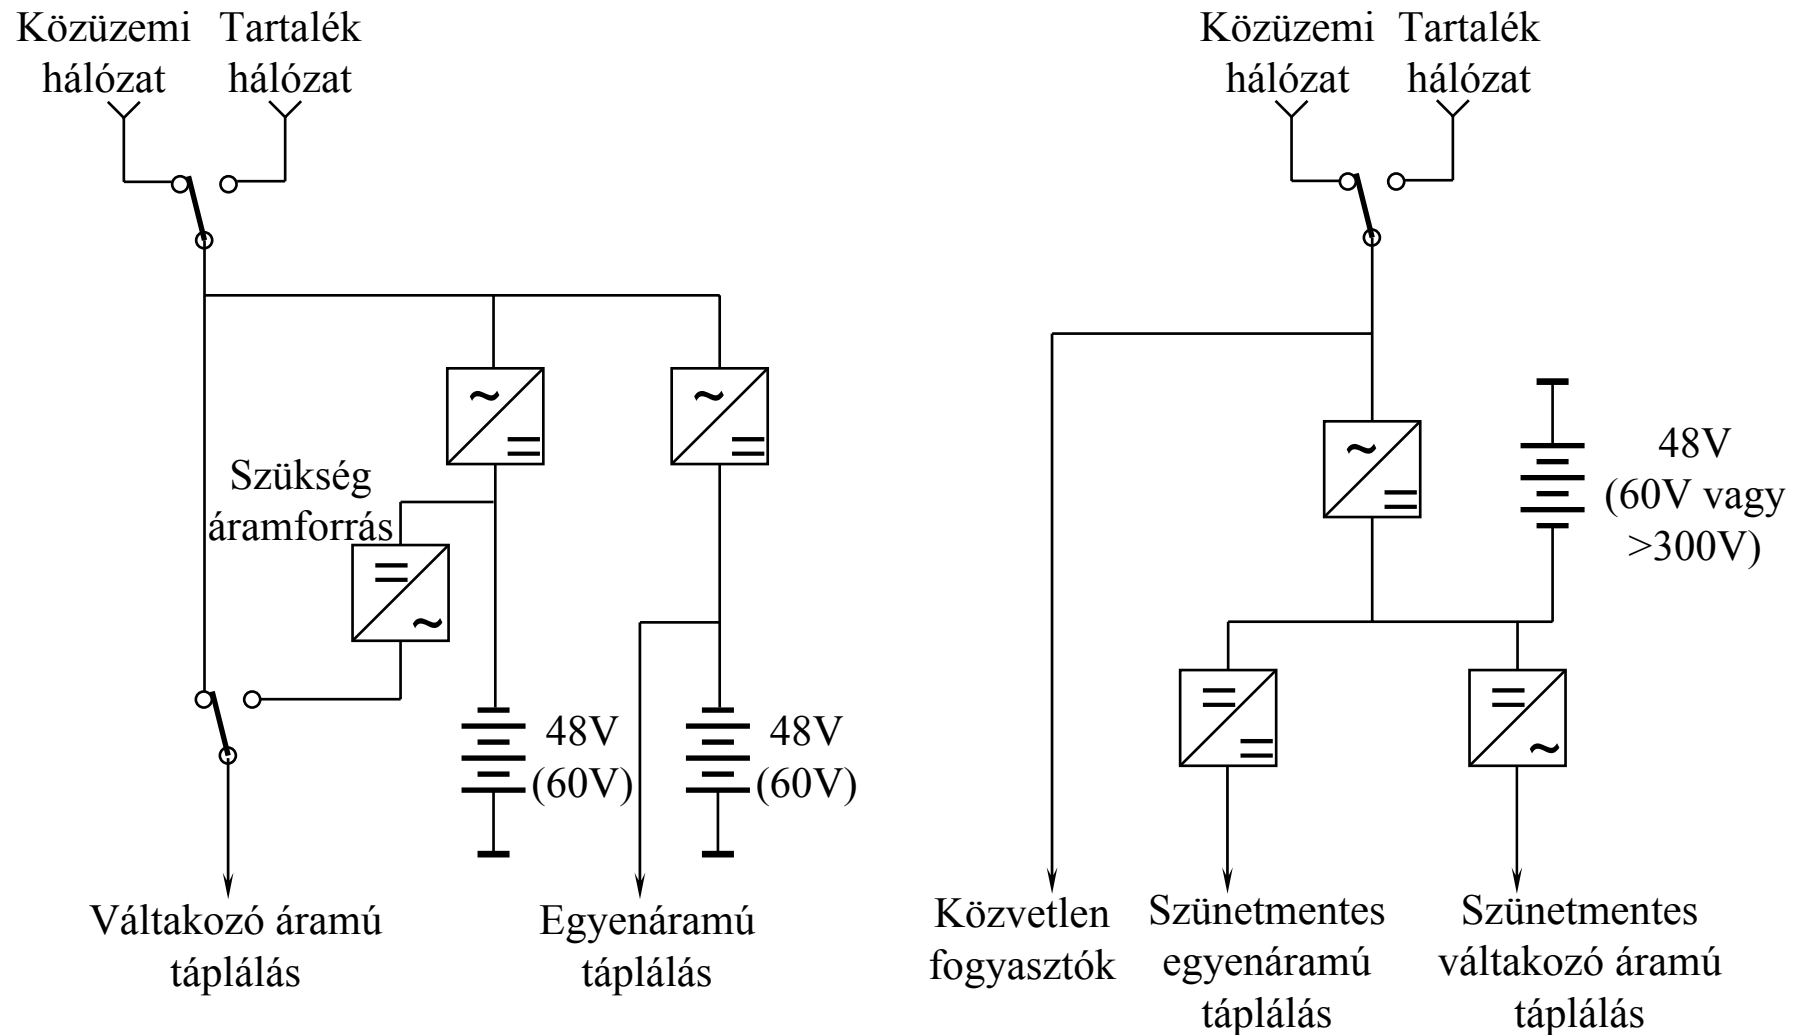 Közüzemi Tartalék
hálózat hálózat
Szükség
áramforrás
48V
(60V)
48V
(60V)
Váltakozó áramú
táplálás
Egyenáramú
táplálás
Közüzemi Tartalék
hálózat hálózat
48V
(60V vagy
>300V)
Közvetlen
fogyasztók
Szünetmentes
egyenáramú
táplálás
Szünetmentes
váltakozó áramú
táplálás